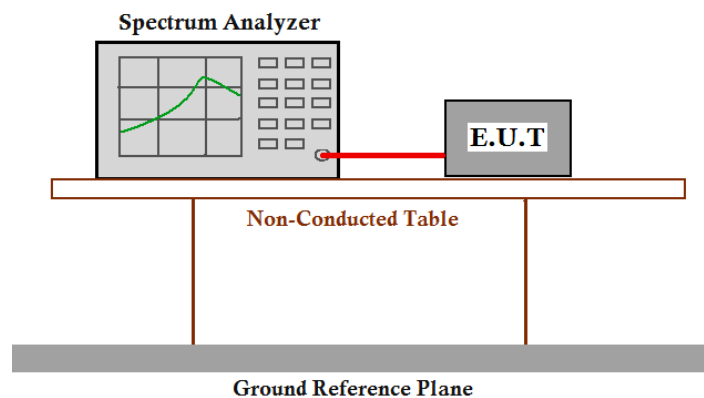 Spectrum Analyzer
E.U.T
Non-Conducted Table
Ground Reference Plane